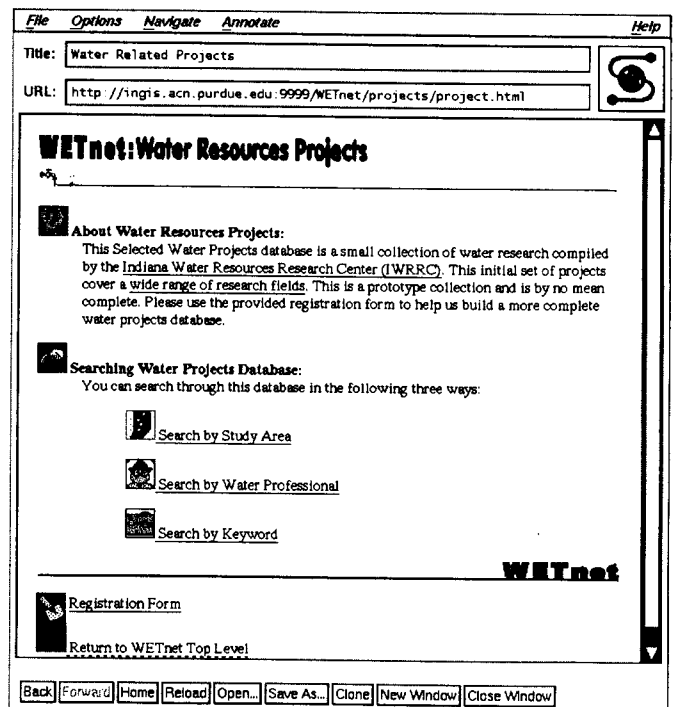 File Options Navigate Annotate Help
Title: Water Related Projects
URL: http://ingis.acn.purdue.edu:9999/WETnet/projects/project.html
WETnet:Water Resources Projects
About Water Resources Projects:
This Selected Water Projects database is a small collection of water research compiled
by the Indiana Water Resources Research Center (IWRRC). This initial set of projects
cover a wide range of research fields. This is a prototype collection and is by no mean
complete. Please use the provided registration form to help us build a more complete
water projects database.
Searching Water Projects Database:
You can search through this database in the following three ways:
Search by Study Area
Search by Water Professional
Search by Keyword
WETnet
Registration Form
Return to WETnet Top Level
Back Forward Home Reload Open... Save As... Clone New Window Close Window